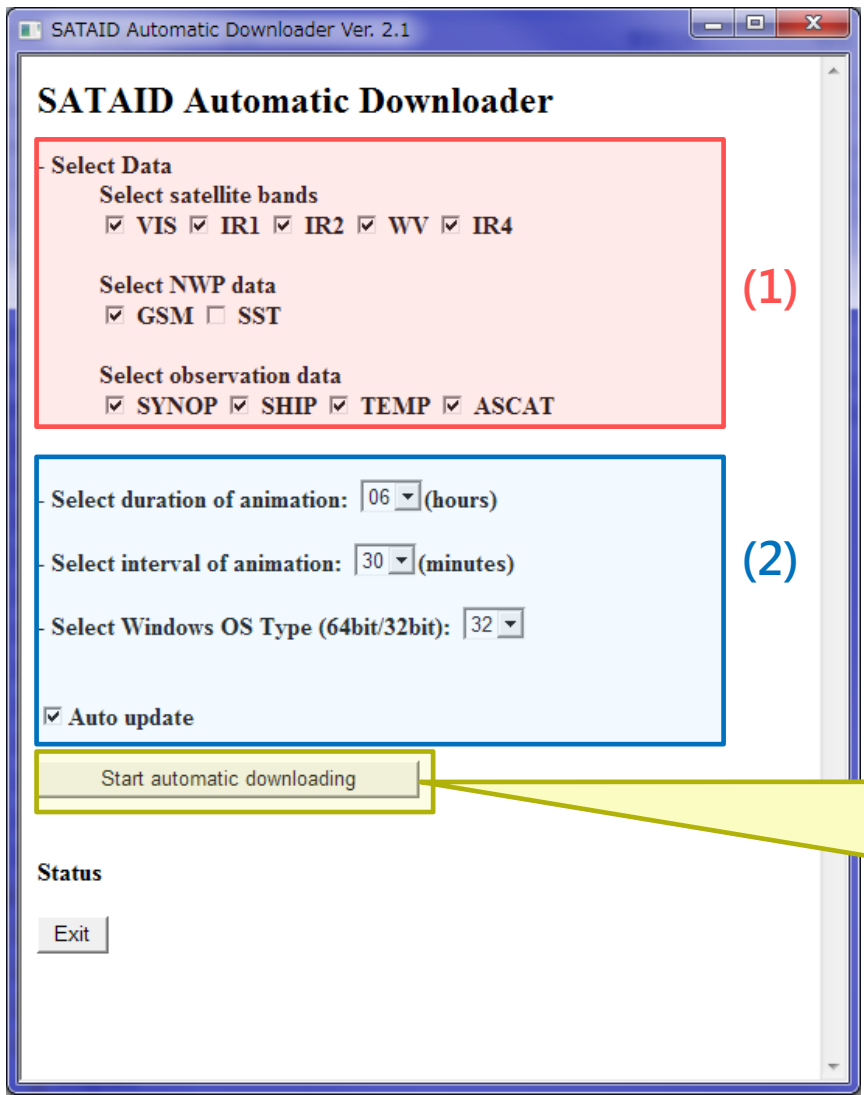 SATAID Automatic Downloader Ver. 2.1
SATAID Automatic Downloader
- Select Data
Select satellite bands
VIS IR1 IR2 WV IR4
Select NWP data
GSM SST
Select observation data
SYNOP SHIP TEMP ASCAT
(1)
- Select duration of animation: 06 (hours)
- Select interval of animation: 30 (minutes)
- Select Windows OS Type (64bit/32bit): 32
Auto update
(2)
Start automatic downloading
Status
Exit